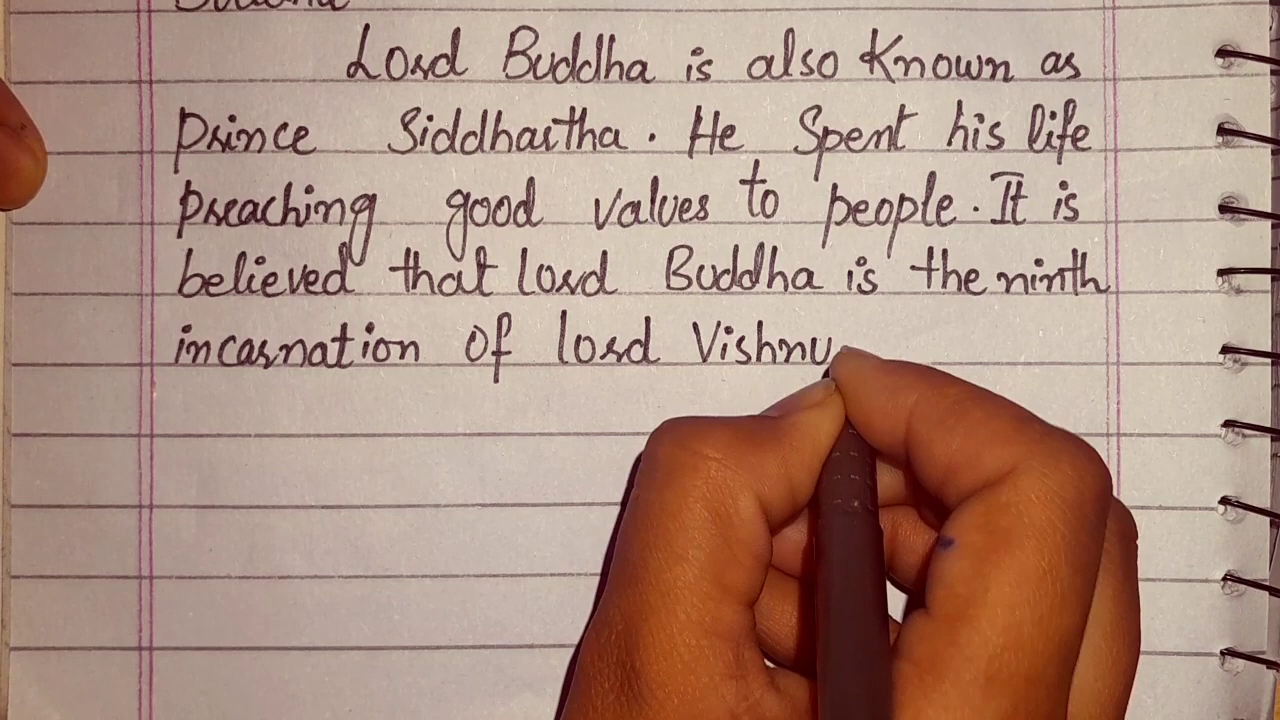 Lord Buddha is also known as
Prince Siddhartha. He Spent his life
preaching good values to people. It is
believed that lord Buddha is the ninth
incarnation of lord Vishnu